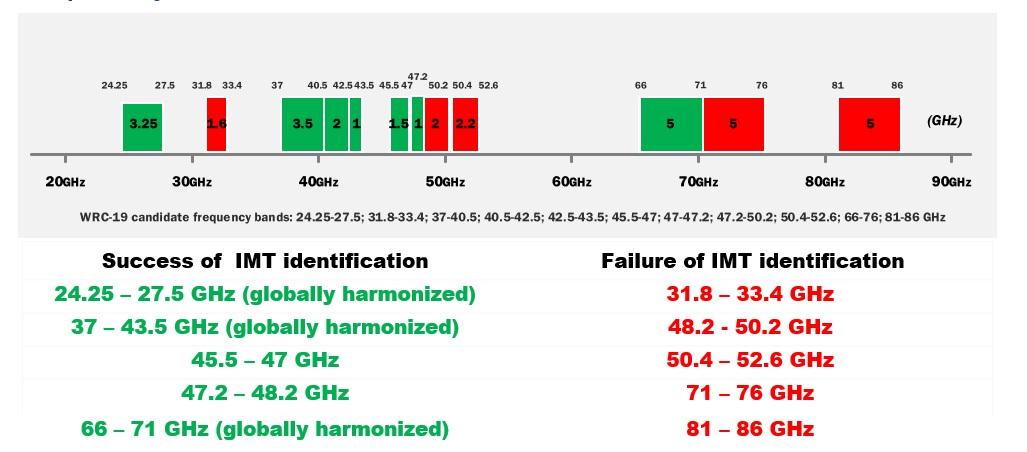 47.2
24.25 27.5 31.8 33.4 37 40.5 42.5 43.5 45.5 47 50.2 50.4 52.6 66 71 76 81 86
3.25 1.6 3.5 2 1 1.5 1 2 2.2 5 5 5 (GHz)
20GHz 30GHz 40GHz 50GHz 60GHz 70GHz 80GHz 90GHz
WRC-19 candidate frequency bands: 24.25-27.5; 31.8-33.4; 37-40.5; 40.5-42.5; 42.5-43.5; 45.5-47; 47-47.2; 47.2-50.2; 50.4-52.6; 66-76; 81-86 GHz
Success of IMT identification Failure of IMT identification
24.25 – 27.5 GHz (globally harmonized) 31.8 – 33.4 GHz
37 – 43.5 GHz (globally harmonized) 48.2 - 50.2 GHz
45.5 – 47 GHz 50.4 – 52.6 GHz
47.2 – 48.2 GHz 71 – 76 GHz
66 – 71 GHz (globally harmonized) 81 – 86 GHz